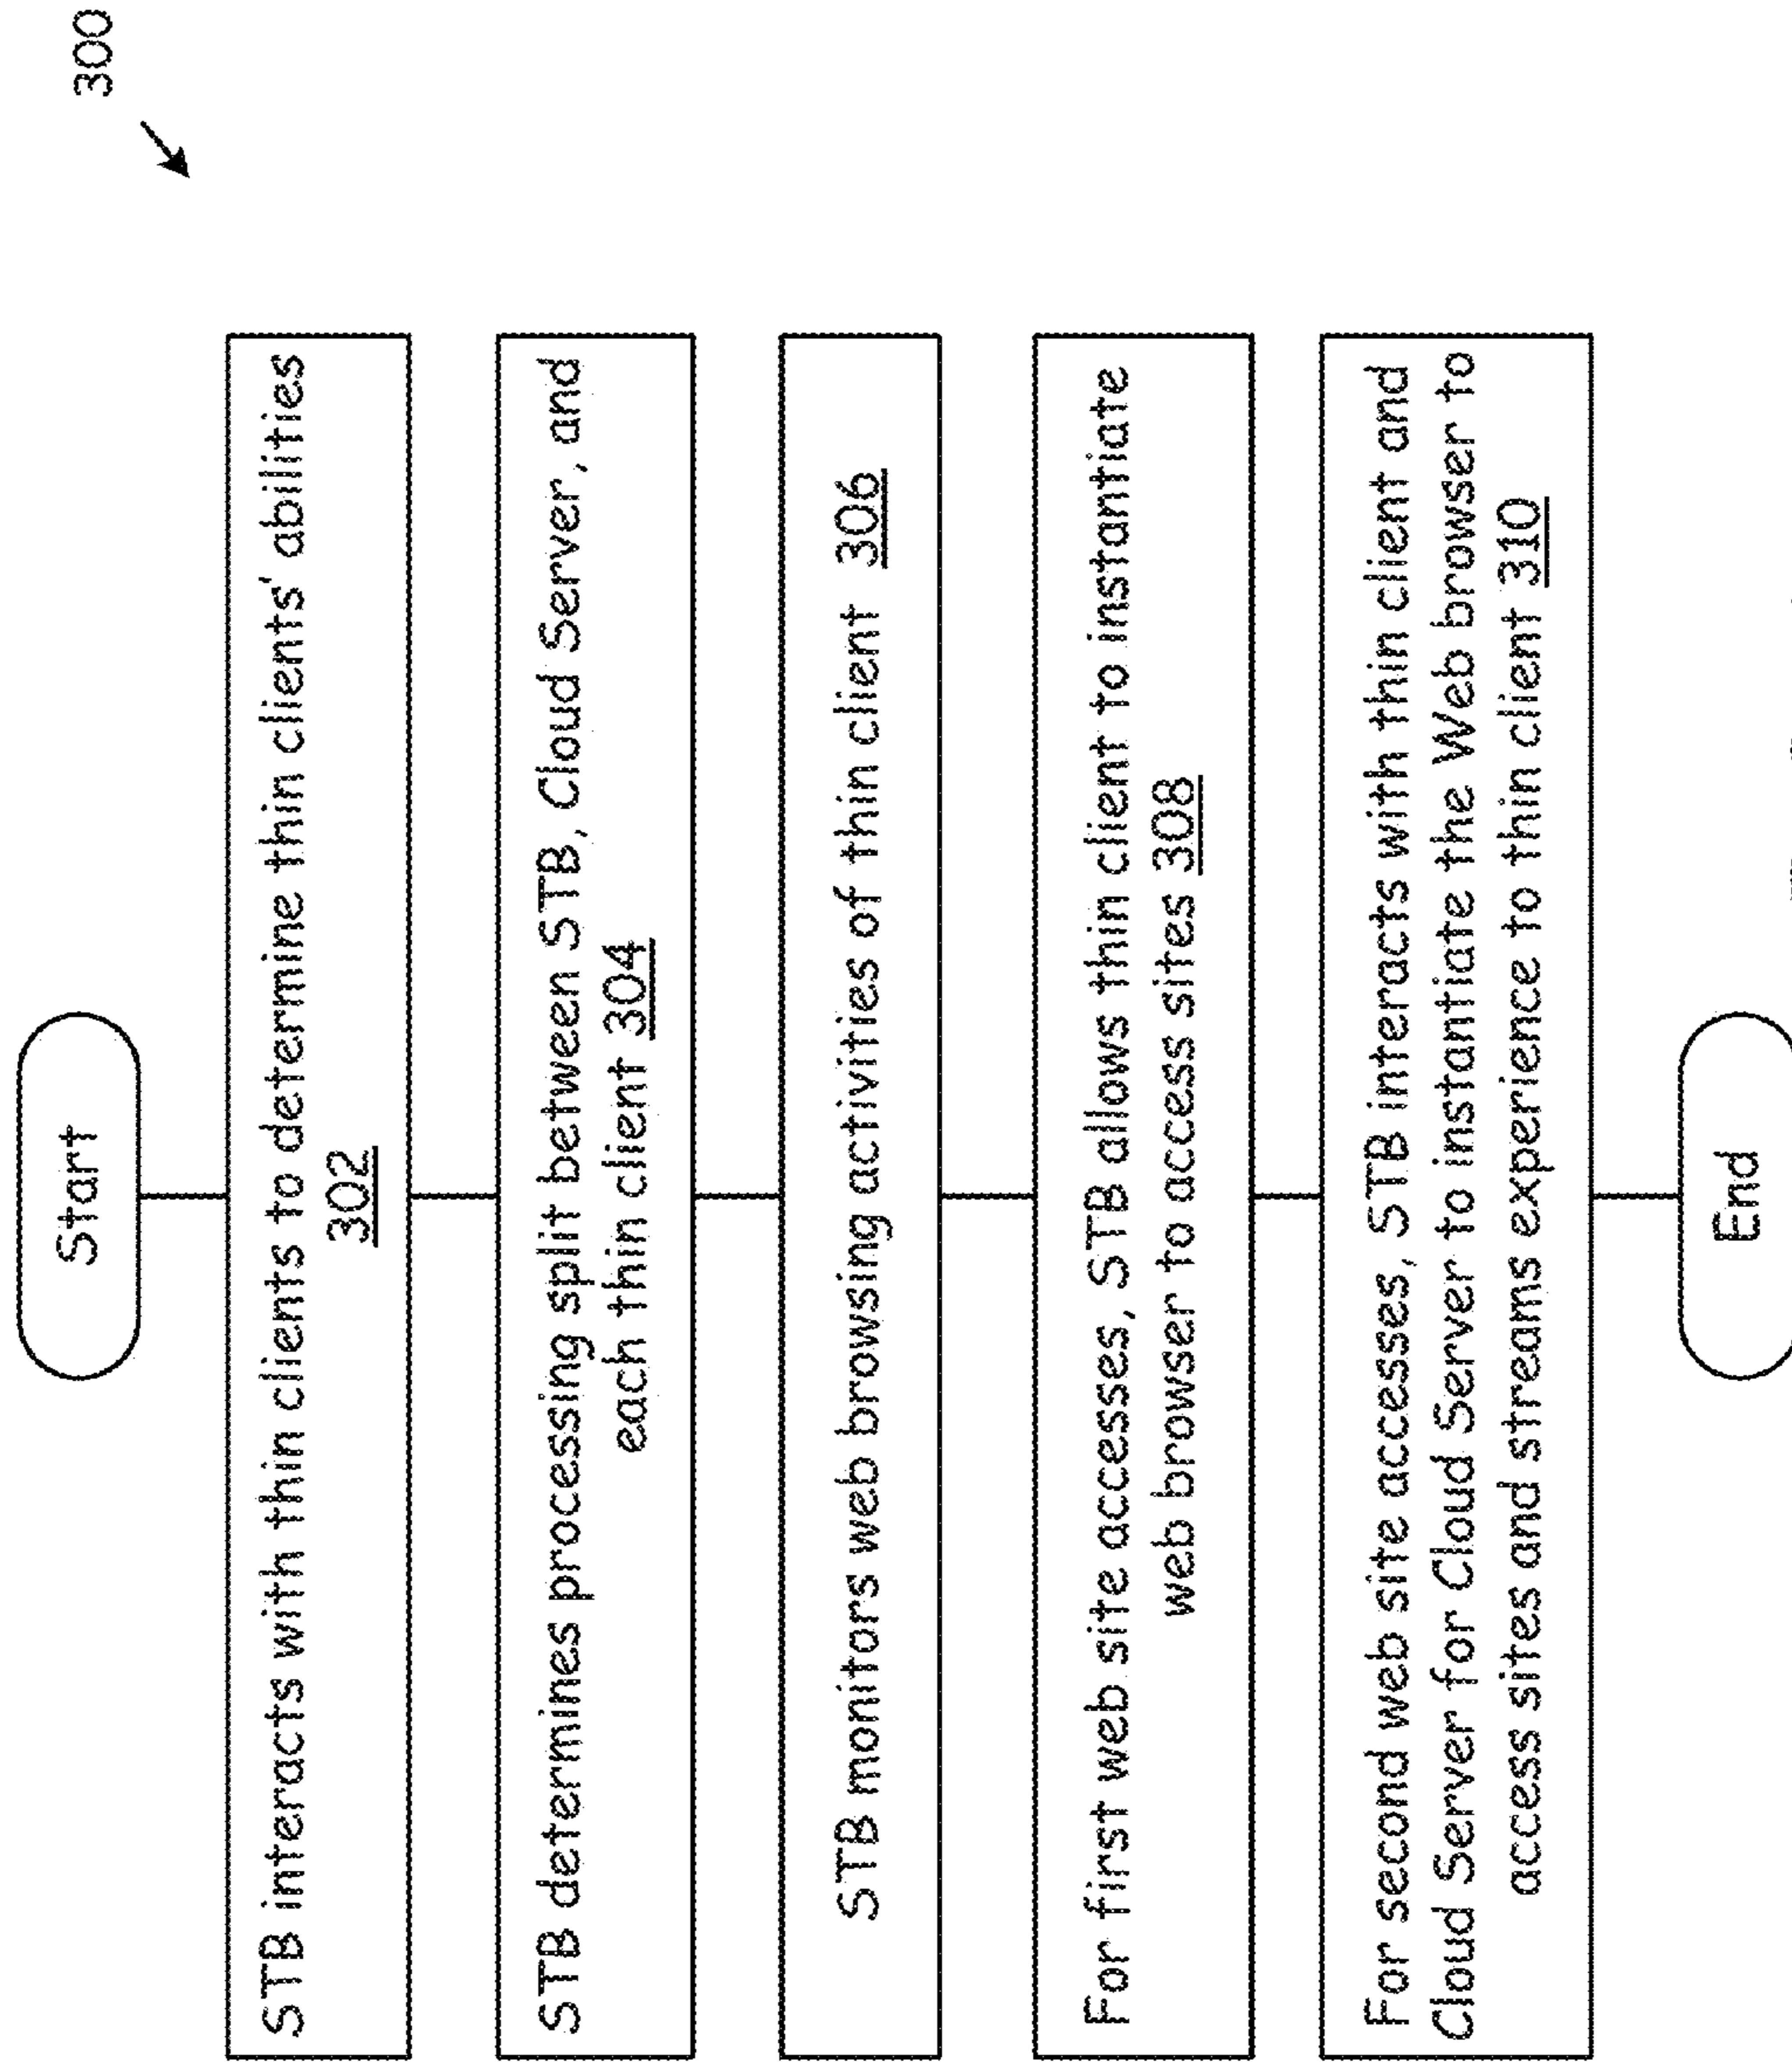 300
Start
STB interacts with thin clients to determine thin clients' abilities
302
STB determines processing split between STB, Cloud Server, and
each thin client 304
STB monitors web browsing activities of thin client 306
For first web site accesses, STB allows thin client to instantiate
web browser to access sites 308
For second web site accesses, STB interacts with thin client and
Cloud Server for Cloud Server to instantiate the Web browser to
access sites and streams experience to thin client 310
End